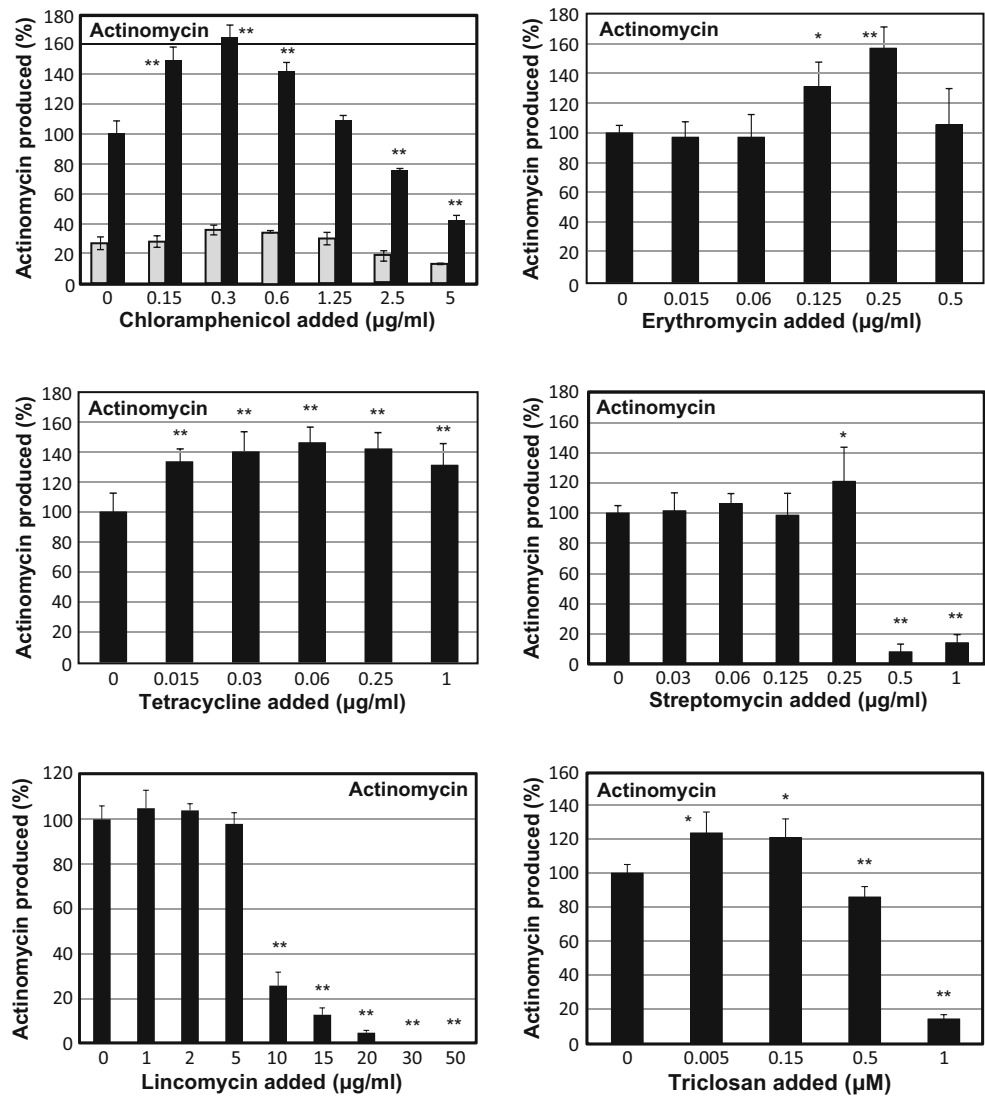 Actinomycin
Actinomycin produced (%)
180
160
140
120
100
80
60
40
20
0
** ** ** ** **
0 0.15 0.3 0.6 1.25 2.5 5
Chloramphenicol added (µg/ml)
Actinomycin
Actinomycin produced (%)
180
160
140
120
100
80
60
40
20
0
* **
0 0.015 0.06 0.125 0.25 0.5
Erythromycin added (µg/ml)
Actinomycin
Actinomycin produced (%)
180
160
140
120
100
80
60
40
20
0
** ** ** ** **
0 0.015 0.03 0.06 0.25 1
Tetracycline added (µg/ml)
Actinomycin
Actinomycin produced (%)
180
160
140
120
100
80
60
40
20
0
* ** **
0 0.03 0.06 0.125 0.25 0.5 1
Streptomycin added (µg/ml)
Actinomycin
Actinomycin produced (%)
120
100
80
60
40
20
0
** ** ** ** **
0 1 2 5 10 15 20 30 50
Lincomycin added (µg/ml)
Actinomycin
Actinomycin produced (%)
160
140
120
100
80
60
40
20
0
* * ** **
0 0.005 0.15 0.5 1
Triclosan added (µM)